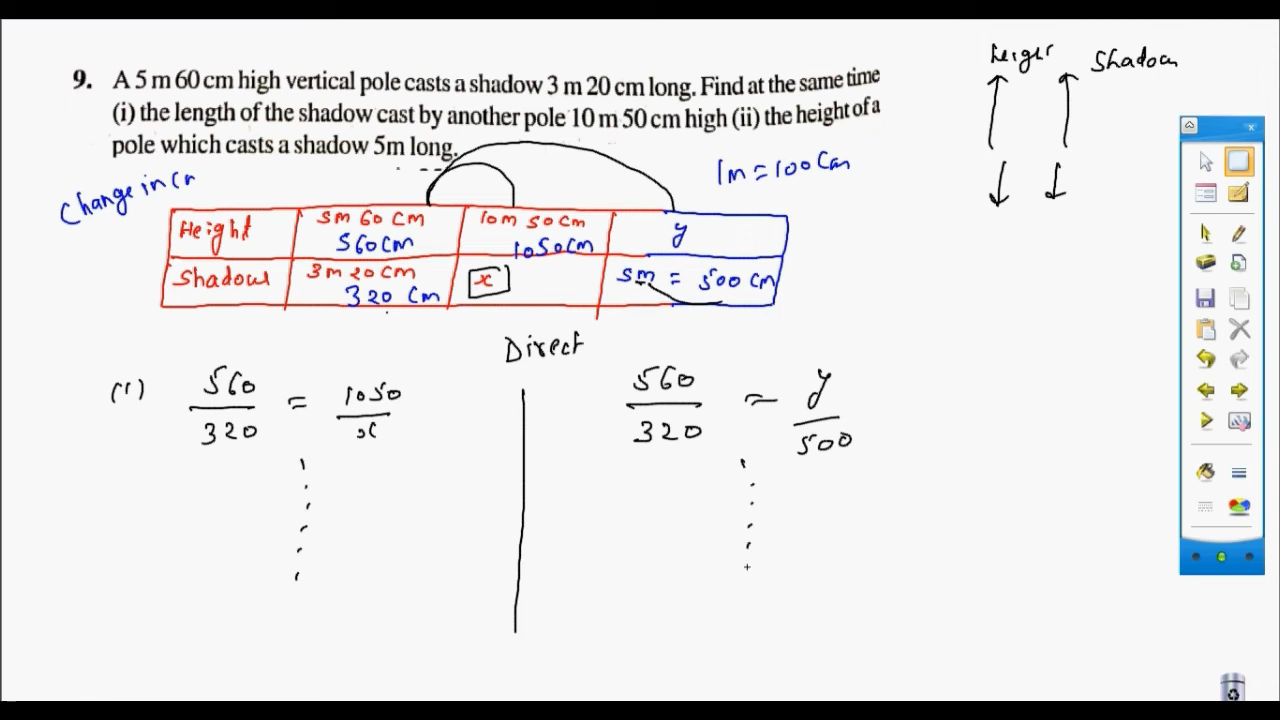 height Shadow
9. A 5 m 60 cm high vertical pole casts a shadow 3 m 20 cm long. Find at the same time
(i) the length of the shadow cast by another pole 10 m 50 cm high (ii) the height of a
pole which casts a shadow 5m long.
1m = 100 Cm
Change in Cm
Height 5m 60 Cm 10m 50 Cm y
560 Cm 1050 Cm
Shadow 3m 20 Cm x 5m = 500 Cm
320 Cm
Direct
(i) 560 = 1050 560 = y
320 x 320 500